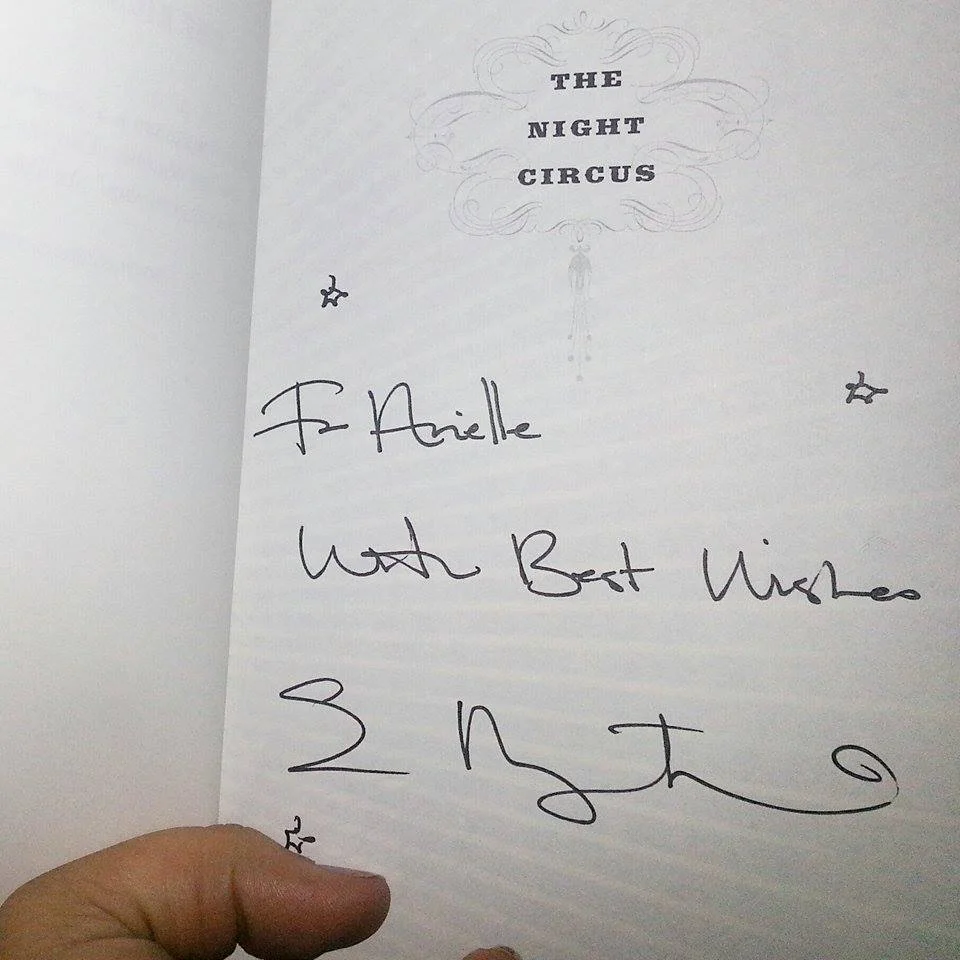 THE
NIGHT
CIRCUS
To Arielle
With Best Wishes